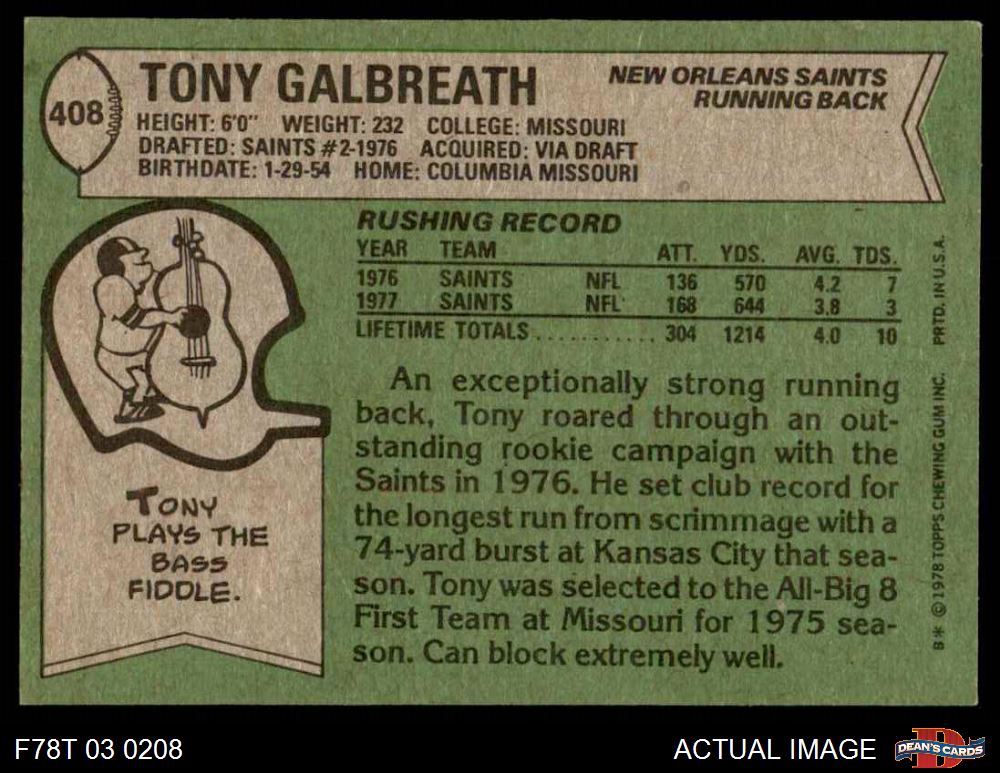 408
TONY GALBREATH
NEW ORLEANS SAINTS
RUNNING BACK
HEIGHT: 6'0" WEIGHT: 232 COLLEGE: MISSOURI
DRAFTED: SAINTS #2-1976 ACQUIRED: VIA DRAFT
BIRTHDATE: 1-29-54 HOME: COLUMBIA MISSOURI
RUSHING RECORD
YEAR TEAM ATT. YDS. AVG. TDS.
1976 SAINTS NFL 136 570 4.2 7
1977 SAINTS NFL 168 644 3.8 3
LIFETIME TOTALS........... 304 1214 4.0 10
An exceptionally strong running
back, Tony roared through an out-
standing rookie campaign with the
Saints in 1976. He set club record for
the longest run from scrimmage with a
74-yard burst at Kansas City that sea-
son. Tony was selected to the All-Big 8
First Team at Missouri for 1975 sea-
son. Can block extremely well.
TONY
PLAYS THE
BASS
FIDDLE.
B* © 1978 TOPPS CHEWING GUM INC. PRTD. IN U.S.A.
F78T 03 0208
ACTUAL IMAGE
D
DEAN'S CARDS